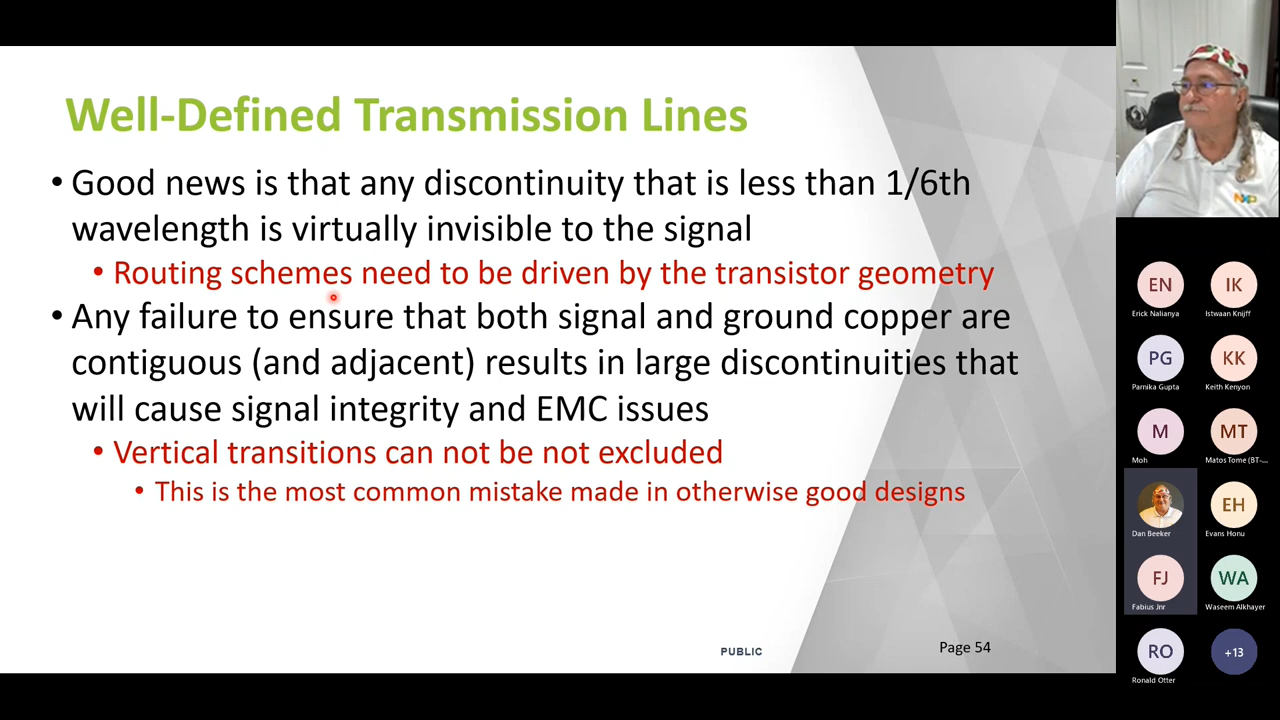 Well-Defined Transmission Lines
• Good news is that any discontinuity that is less than 1/6th
wavelength is virtually invisible to the signal
• Routing schemes need to be driven by the transistor geometry
• Any failure to ensure that both signal and ground copper are
contiguous (and adjacent) results in large discontinuities that
will cause signal integrity and EMC issues
• Vertical transitions can not be not excluded
• This is the most common mistake made in otherwise good designs
PUBLIC
Page 54
NXP
EN
IK
Erick Nalianya
Istwaan Knijff
PG
KK
Parnika Gupta
Keith Kenyon
M
MT
Moh
Matos Tome (BT-...
EH
Dan Beeker
Evans Honu
FJ
WA
Fabius Jnr
Waseem Alkhayer
RO
+13
Ronald Otter